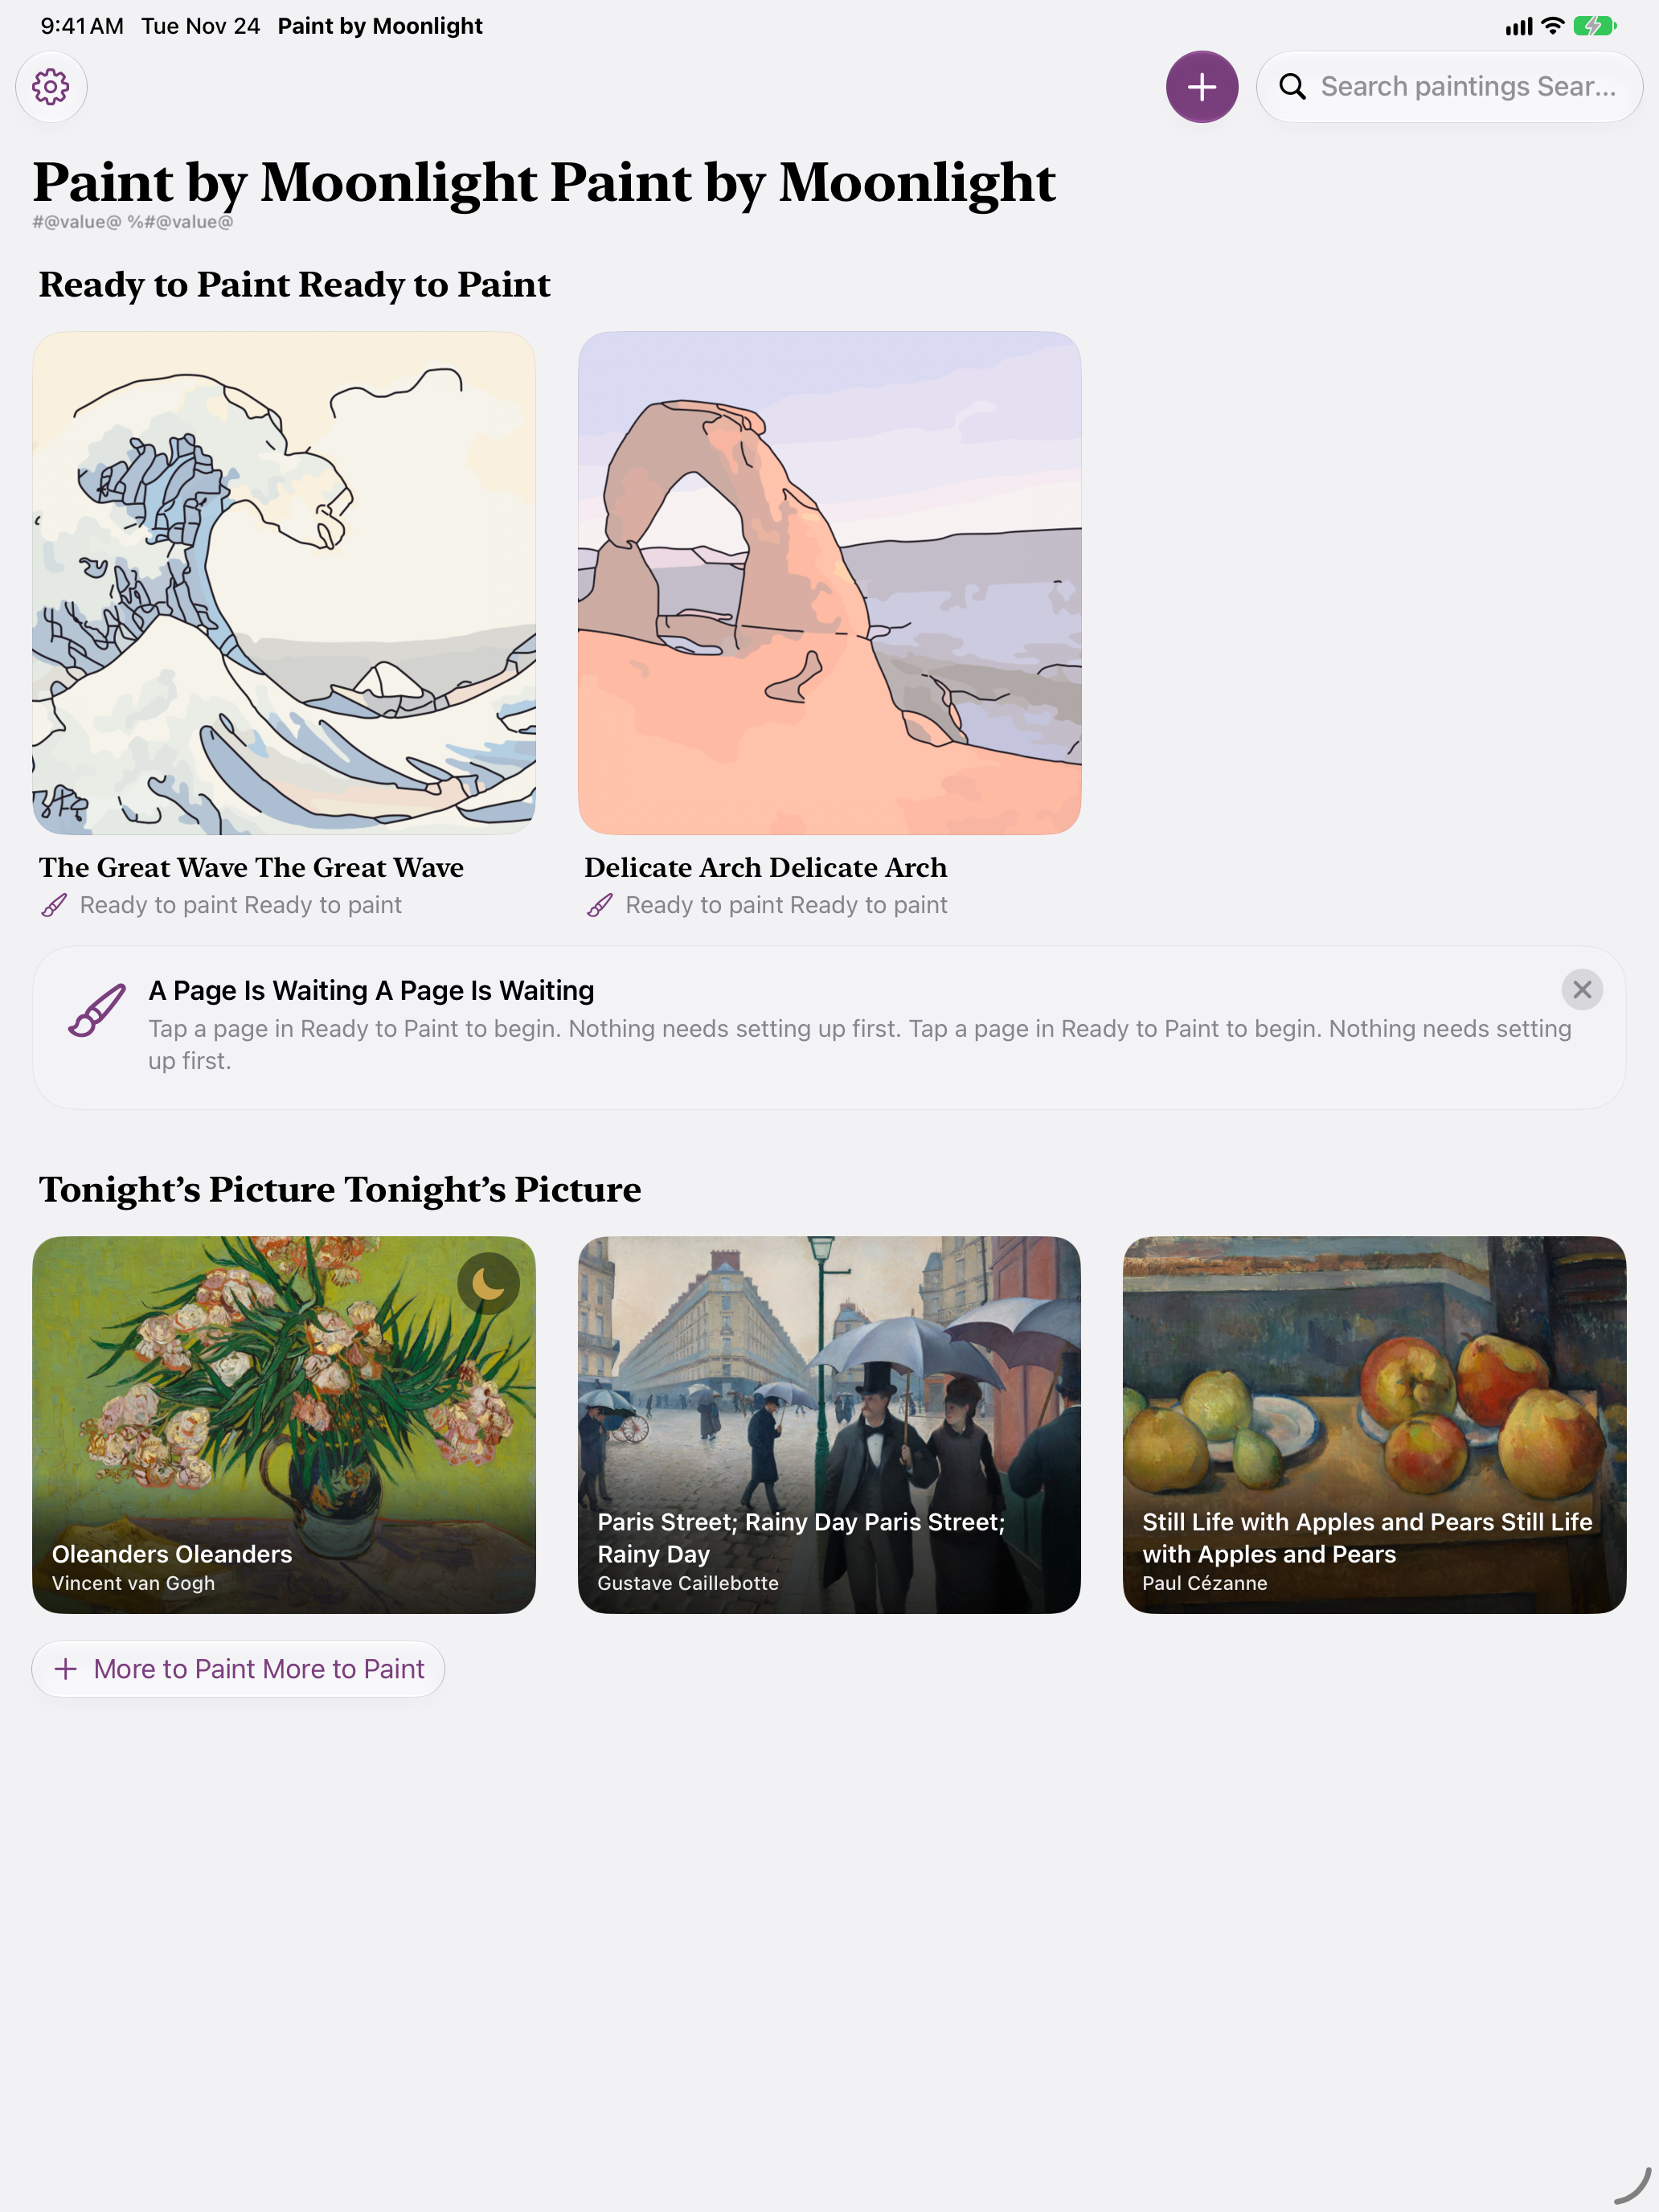 9:41 AM Tue Nov 24 Paint by Moonlight
Search paintings Sear...
Paint by Moonlight Paint by Moonlight
#@value@ %#@value@
Ready to Paint Ready to Paint
The Great Wave The Great Wave
Ready to paint Ready to paint
Delicate Arch Delicate Arch
Ready to paint Ready to paint
A Page Is Waiting A Page Is Waiting
Tap a page in Ready to Paint to begin. Nothing needs setting up first. Tap a page in Ready to Paint to begin. Nothing needs setting
up first.
Tonight’s Picture Tonight’s Picture
Oleanders Oleanders
Vincent van Gogh
Paris Street; Rainy Day Paris Street;
Rainy Day
Gustave Caillebotte
Still Life with Apples and Pears Still Life
with Apples and Pears
Paul Cézanne
More to Paint More to Paint